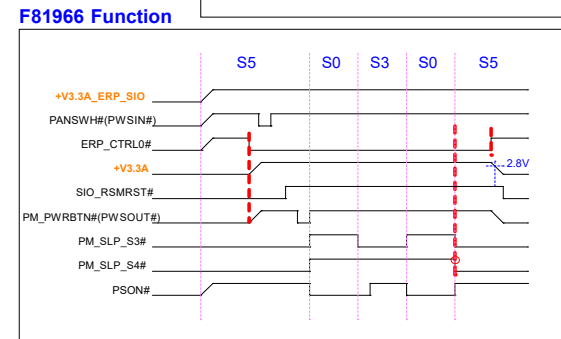 F81966 Function
S5 S0 S3 S0 S5
+V3.3A_ERP_SIO
PANSWH#(PWSIN#)
ERP_CTRL0#
+V3.3A
2.8V
SIO_RSMRST#
PM_PWRBTN#(PWSOUT#)
PM_SLP_S3#
PM_SLP_S4#
PSON#